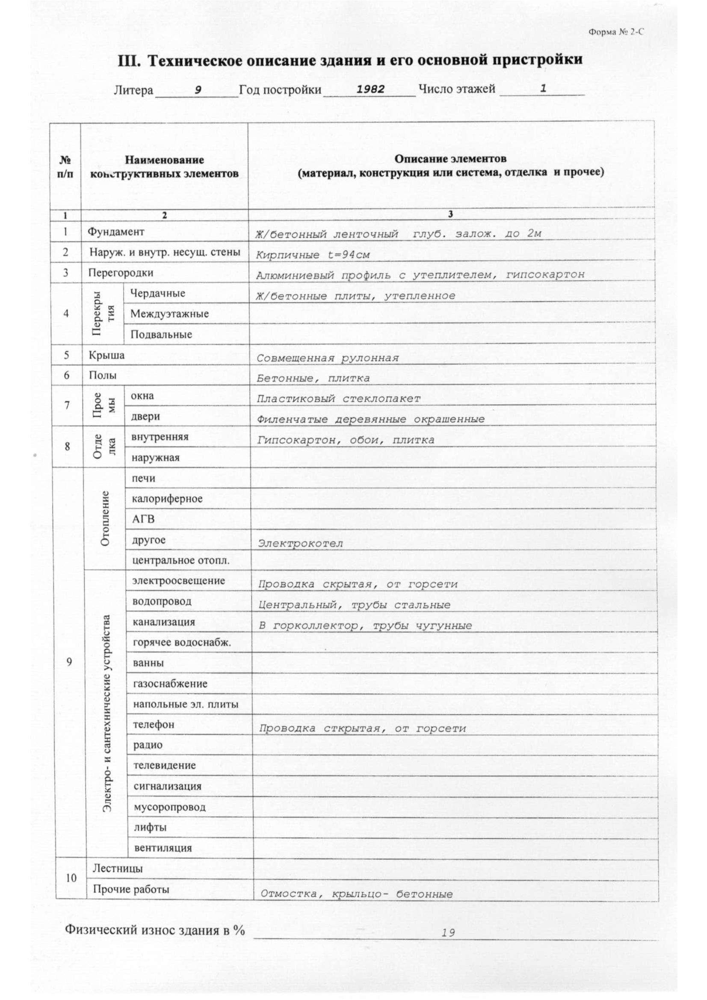 Форма № 2-С
III. Техническое описание здания и его основной пристройки
Литера 9 Год постройки 1982 Число этажей 1
№ п/п
Наименование конструктивных элементов
Описание элементов
(материал, конструкция или система, отделка и прочее)
1 2 3
1 Фундамент Ж/бетонный ленточный глуб. залож. до 2м
2 Наруж. и внутр. несущ. стены Кирпичные t=94см
3 Перегородки Алюминиевый профиль с утеплителем, гипсокартон
4 Перекры тия Чердачные Ж/бетонные плиты, утепленное
Междуэтажные
Подвальные
5 Крыша Совмещенная рулонная
6 Полы Бетонные, плитка
7 Прое мы окна Пластиковый стеклопакет
двери Филенчатые деревянные окрашенные
8 Отде лка внутренняя Гипсокартон, обои, плитка
наружная
9 Отопление печи
калориферное
АГВ
другое Электрокотел
центральное отопл.
Электро- и сантехнические устройства электроосвещение Проводка скрытая, от горсети
водопровод Центральный, трубы стальные
канализация В горколлектор, трубы чугунные
горячее водоснабж.
ванны
газоснабжение
напольные эл. плиты
телефон Проводка сткрытая, от горсети
радио
телевидение
сигнализация
мусоропровод
лифты
вентиляция
10 Лестницы
Прочие работы Отмостка, крыльцо- бетонные
Физический износ здания в % 19